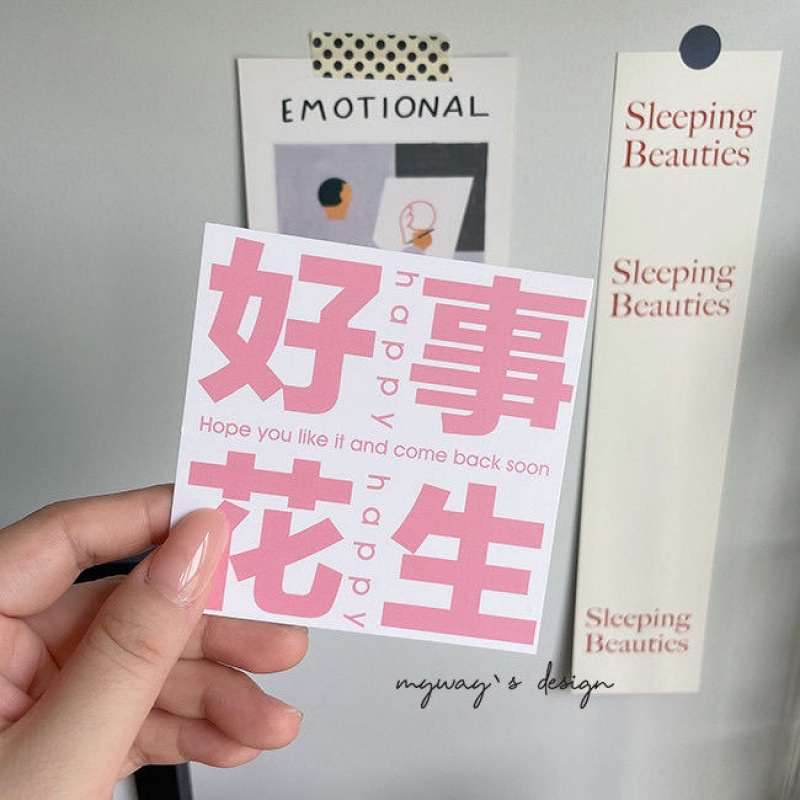 EMOTIONAL
Sleeping
Beauties
Sleeping
Beauties
Sleeping
Beauties
好事
happy
Hope you like it and come back soon
花生
happy
mywayˋs design